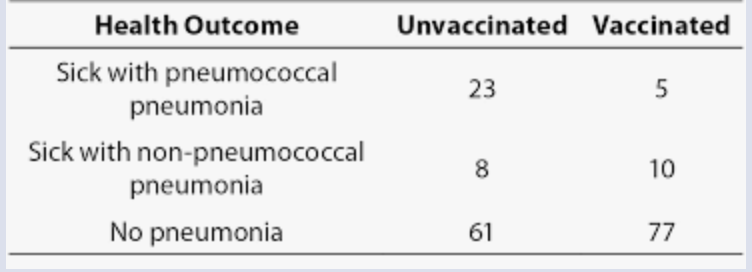 Health Outcome Unvaccinated Vaccinated
Sick with pneumococcal
pneumonia 23 5
Sick with non-pneumococcal
pneumonia 8 10
No pneumonia 61 77